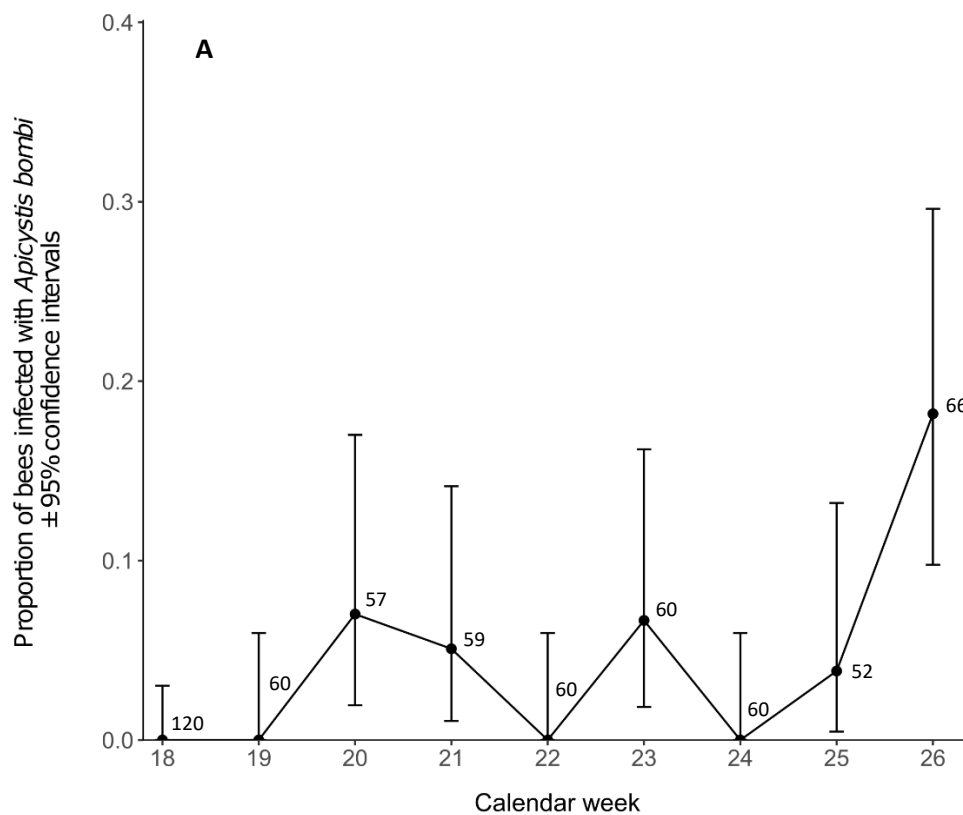 A
Proportion of bees infected with Apicystis bombi
± 95% confidence intervals
0.4
0.3
0.2
0.1
0.0
120
60
57
59
60
60
60
52
66
18 19 20 21 22 23 24 25 26
Calendar week